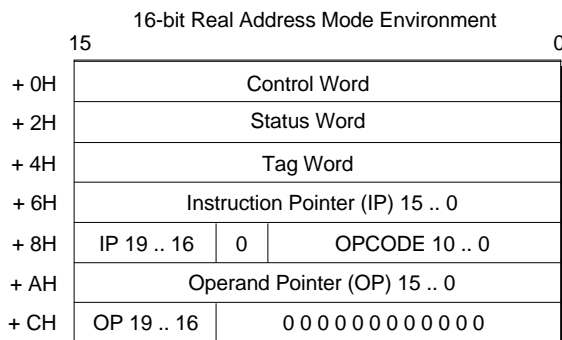 16-bit Real Address Mode Environment
15 0
+ 0H Control Word
+ 2H Status Word
+ 4H Tag Word
+ 6H Instruction Pointer (IP) 15 .. 0
+ 8H IP 19 .. 16 0 OPCODE 10 .. 0
+ AH Operand Pointer (OP) 15 .. 0
+ CH OP 19 .. 16 0 0 0 0 0 0 0 0 0 0 0 0